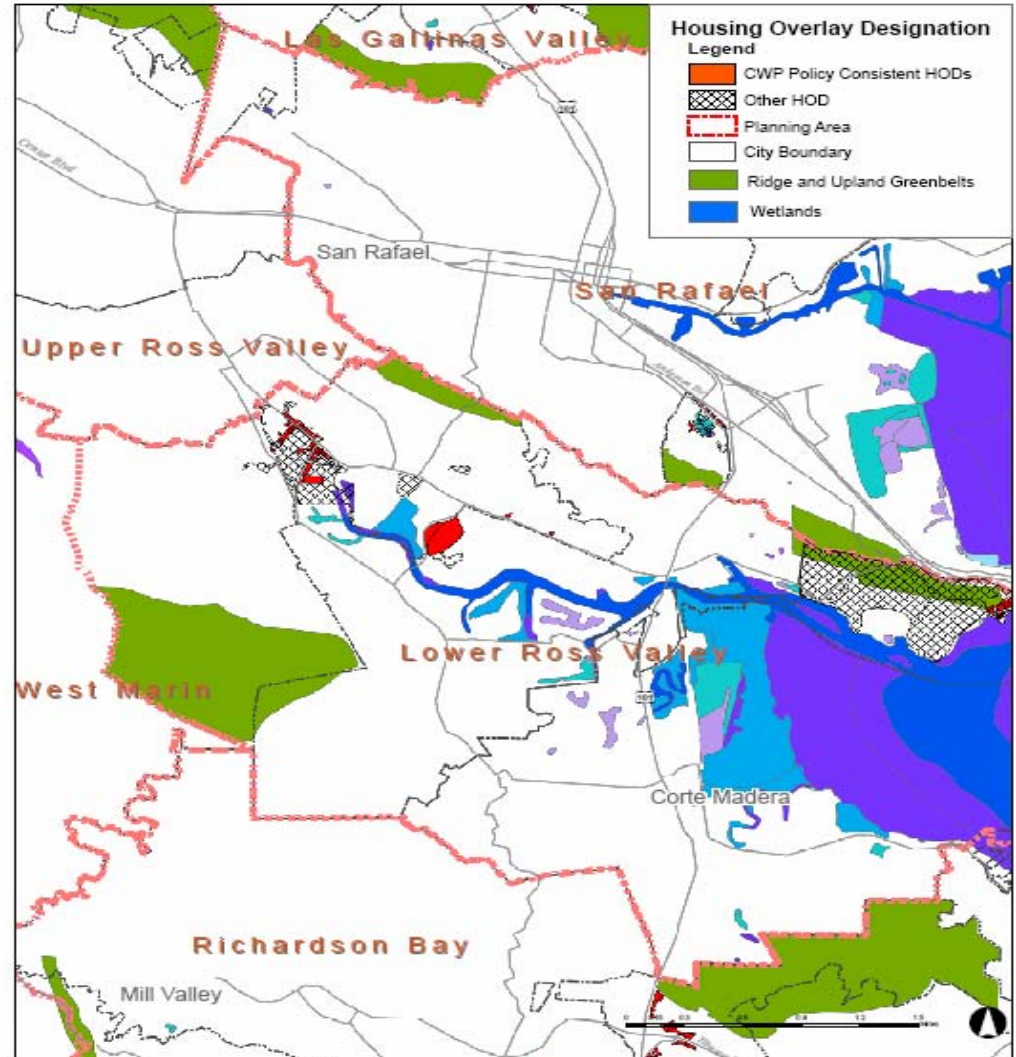 Housing Overlay Designation
Legend
CWP Policy Consistent HODs
Other HOD
Planning Area
City Boundary
Ridge and Upland Greenbelts
Wetlands
Las Gallinas Valley
101
San Rafael
San Rafael
Upper Ross Valley
Lower Ross Valley
West Marin
101
Corte Madera
Richardson Bay
Mill Valley